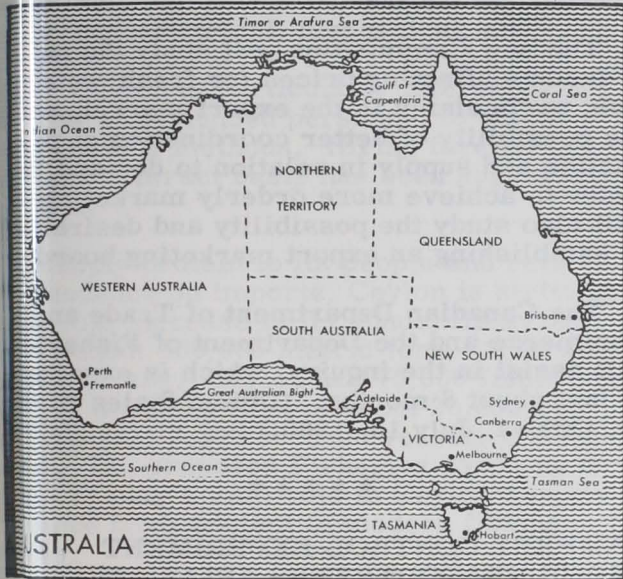 Timor or Arafura Sea
Gulf of
Carpentaria
Coral Sea
Ocean
NORTHERN
TERRITORY
QUEENSLAND
WESTERN AUSTRALIA
SOUTH AUSTRALIA
Brisbane
NEW SOUTH WALES
Perth
Fremantle
Great Australian Bight
Adelaide
Sydney
Canberra
VICTORIA
Melbourne
Southern Ocean
Tasman Sea
TASMANIA
Hobart
USTRALIA